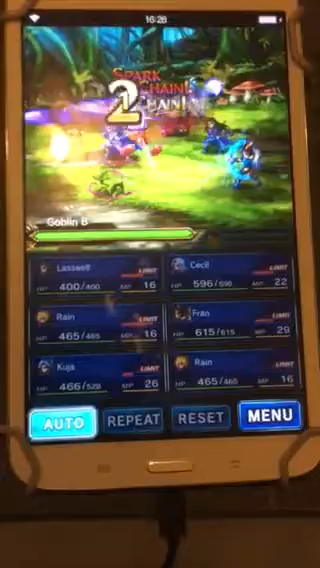 16:28
SPARK CHAIN!
2 CHAIN!
Goblin B
Lasswell LIMIT
HP 400/400 MP 16
Cecil LIMIT
HP 596/596 MP 22
Rain LIMIT
HP 465/465 MP 16
Fran LIMIT
HP 615/615 MP 29
Kuja LIMIT
HP 466/528 MP 26
Rain LIMIT
HP 465/465 MP 16
AUTO
REPEAT
RESET
MENU